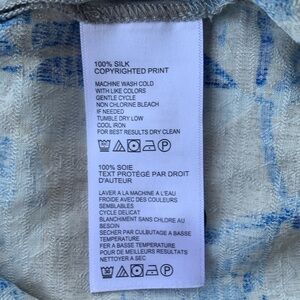 100% SILK
COPYRIGHTED PRINT
MACHINE WASH COLD
WITH LIKE COLORS
GENTLE CYCLE
NON CHLORINE BLEACH
IF NEEDED
TUMBLE DRY LOW
COOL IRON
FOR BEST RESULTS DRY CLEAN
100% SOIE
TEXT PROTÉGÉ PAR DROIT
D'AUTEUR
LAVER A LA MACHINE A L'EAU
FROIDE AVEC DES COULEURS
SEMBLABLES
CYCLE DELICAT
BLANCHIMENT SANS CHLORE AU
BESOIN
SECHER PAR CULBUTAGE A BASSE
TEMPERATURE
FER A BASSE TEMPERATURE
POUR DE MEILLEURS RESULTATS
NETTOYER A SEC